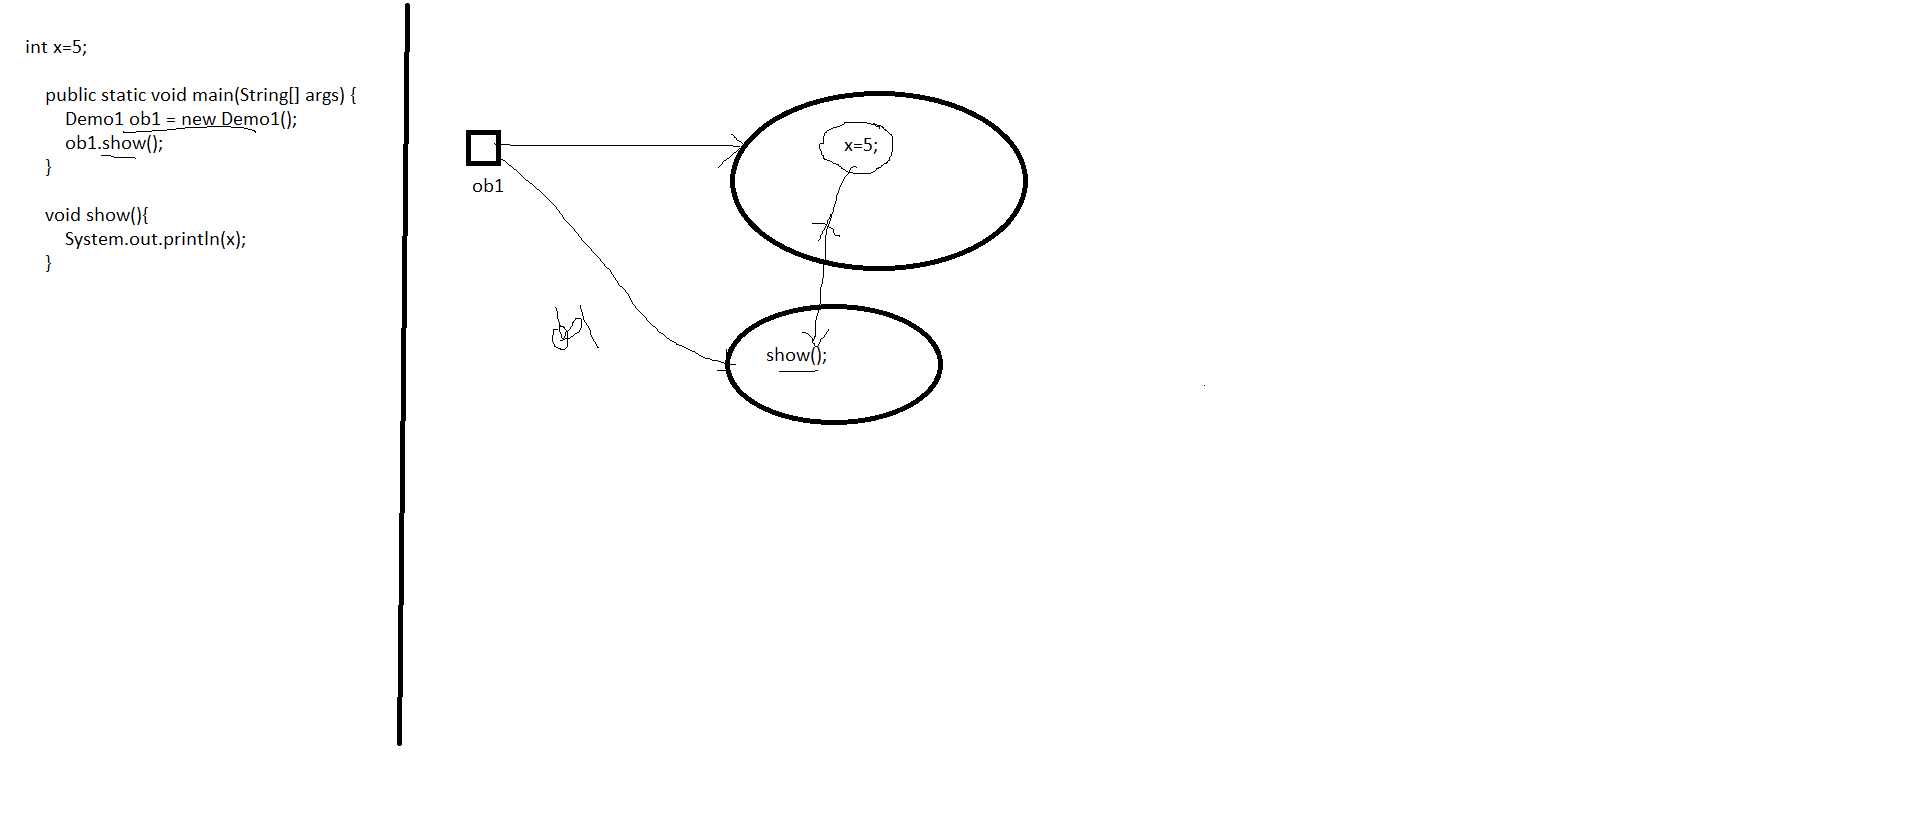 int x=5;
public static void main(String[] args) {
Demo1 ob1 = new Demo1();
ob1.show();
}
void show(){
System.out.println(x);
}
ob1
x=5;
show();